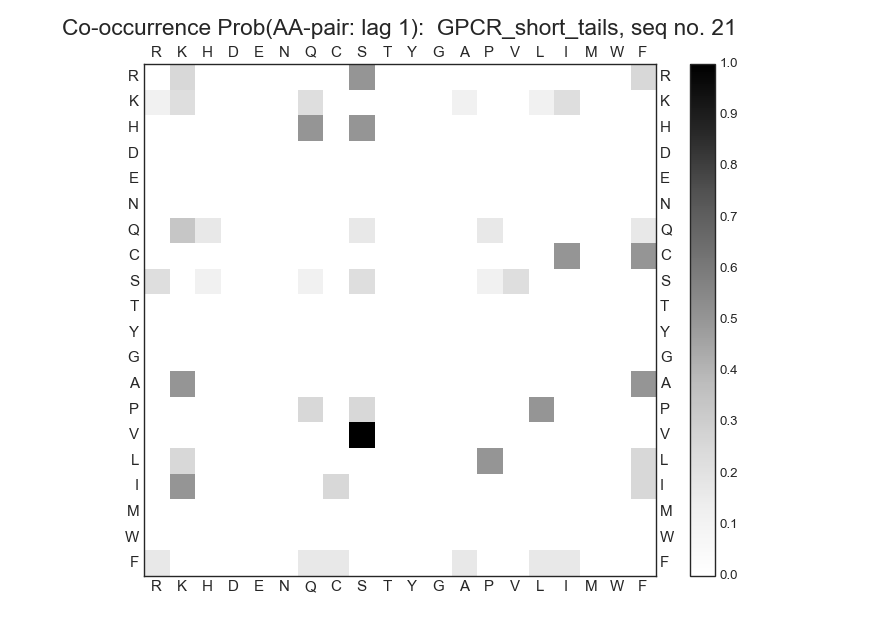 Co-occurrence Prob(AA-pair: lag 1):  GPCR_short_tails, seq no. 21
R K H D E N Q C S T Y G A P V L I M W F
R R
K K
H H
D D
E E
N N
Q Q
C C
S S
T T
Y Y
G G
A A
P P
V V
L L
I I
M M
W W
F F
R K H D E N Q C S T Y G A P V L I M W F
1.0
0.9
0.8
0.7
0.6
0.5
0.4
0.3
0.2
0.1
0.0